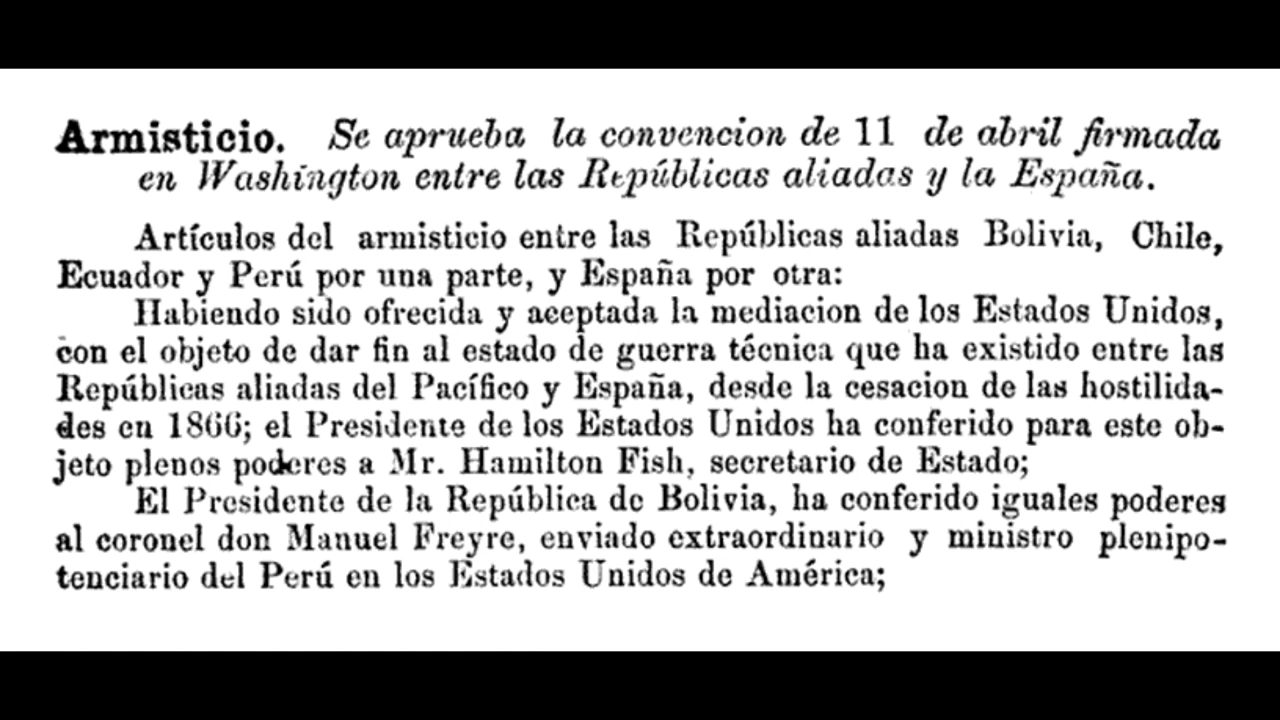 Armisticio. Se aprueba la convencion de 11 de abril firmada
en Washington entre las Repúblicas aliadas y la España.
Artículos del armisticio entre las Repúblicas aliadas Bolivia, Chile,
Ecuador y Perú por una parte, y España por otra:
Habiendo sido ofrecida y aceptada la mediacion de los Estados Unidos,
con el objeto de dar fin al estado de guerra técnica que ha existido entre las
Repúblicas aliadas del Pacífico y España, desde la cesacion de las hostilida-
des en 1866; el Presidente de los Estados Unidos ha conferido para este ob-
jeto plenos poderes a Mr. Hamilton Fish, secretario de Estado;
El Presidente de la República de Bolivia, ha conferido iguales poderes
al coronel don Manuel Freyre, enviado extraordinario y ministro plenipo-
tenciario del Perú en los Estados Unidos de América;